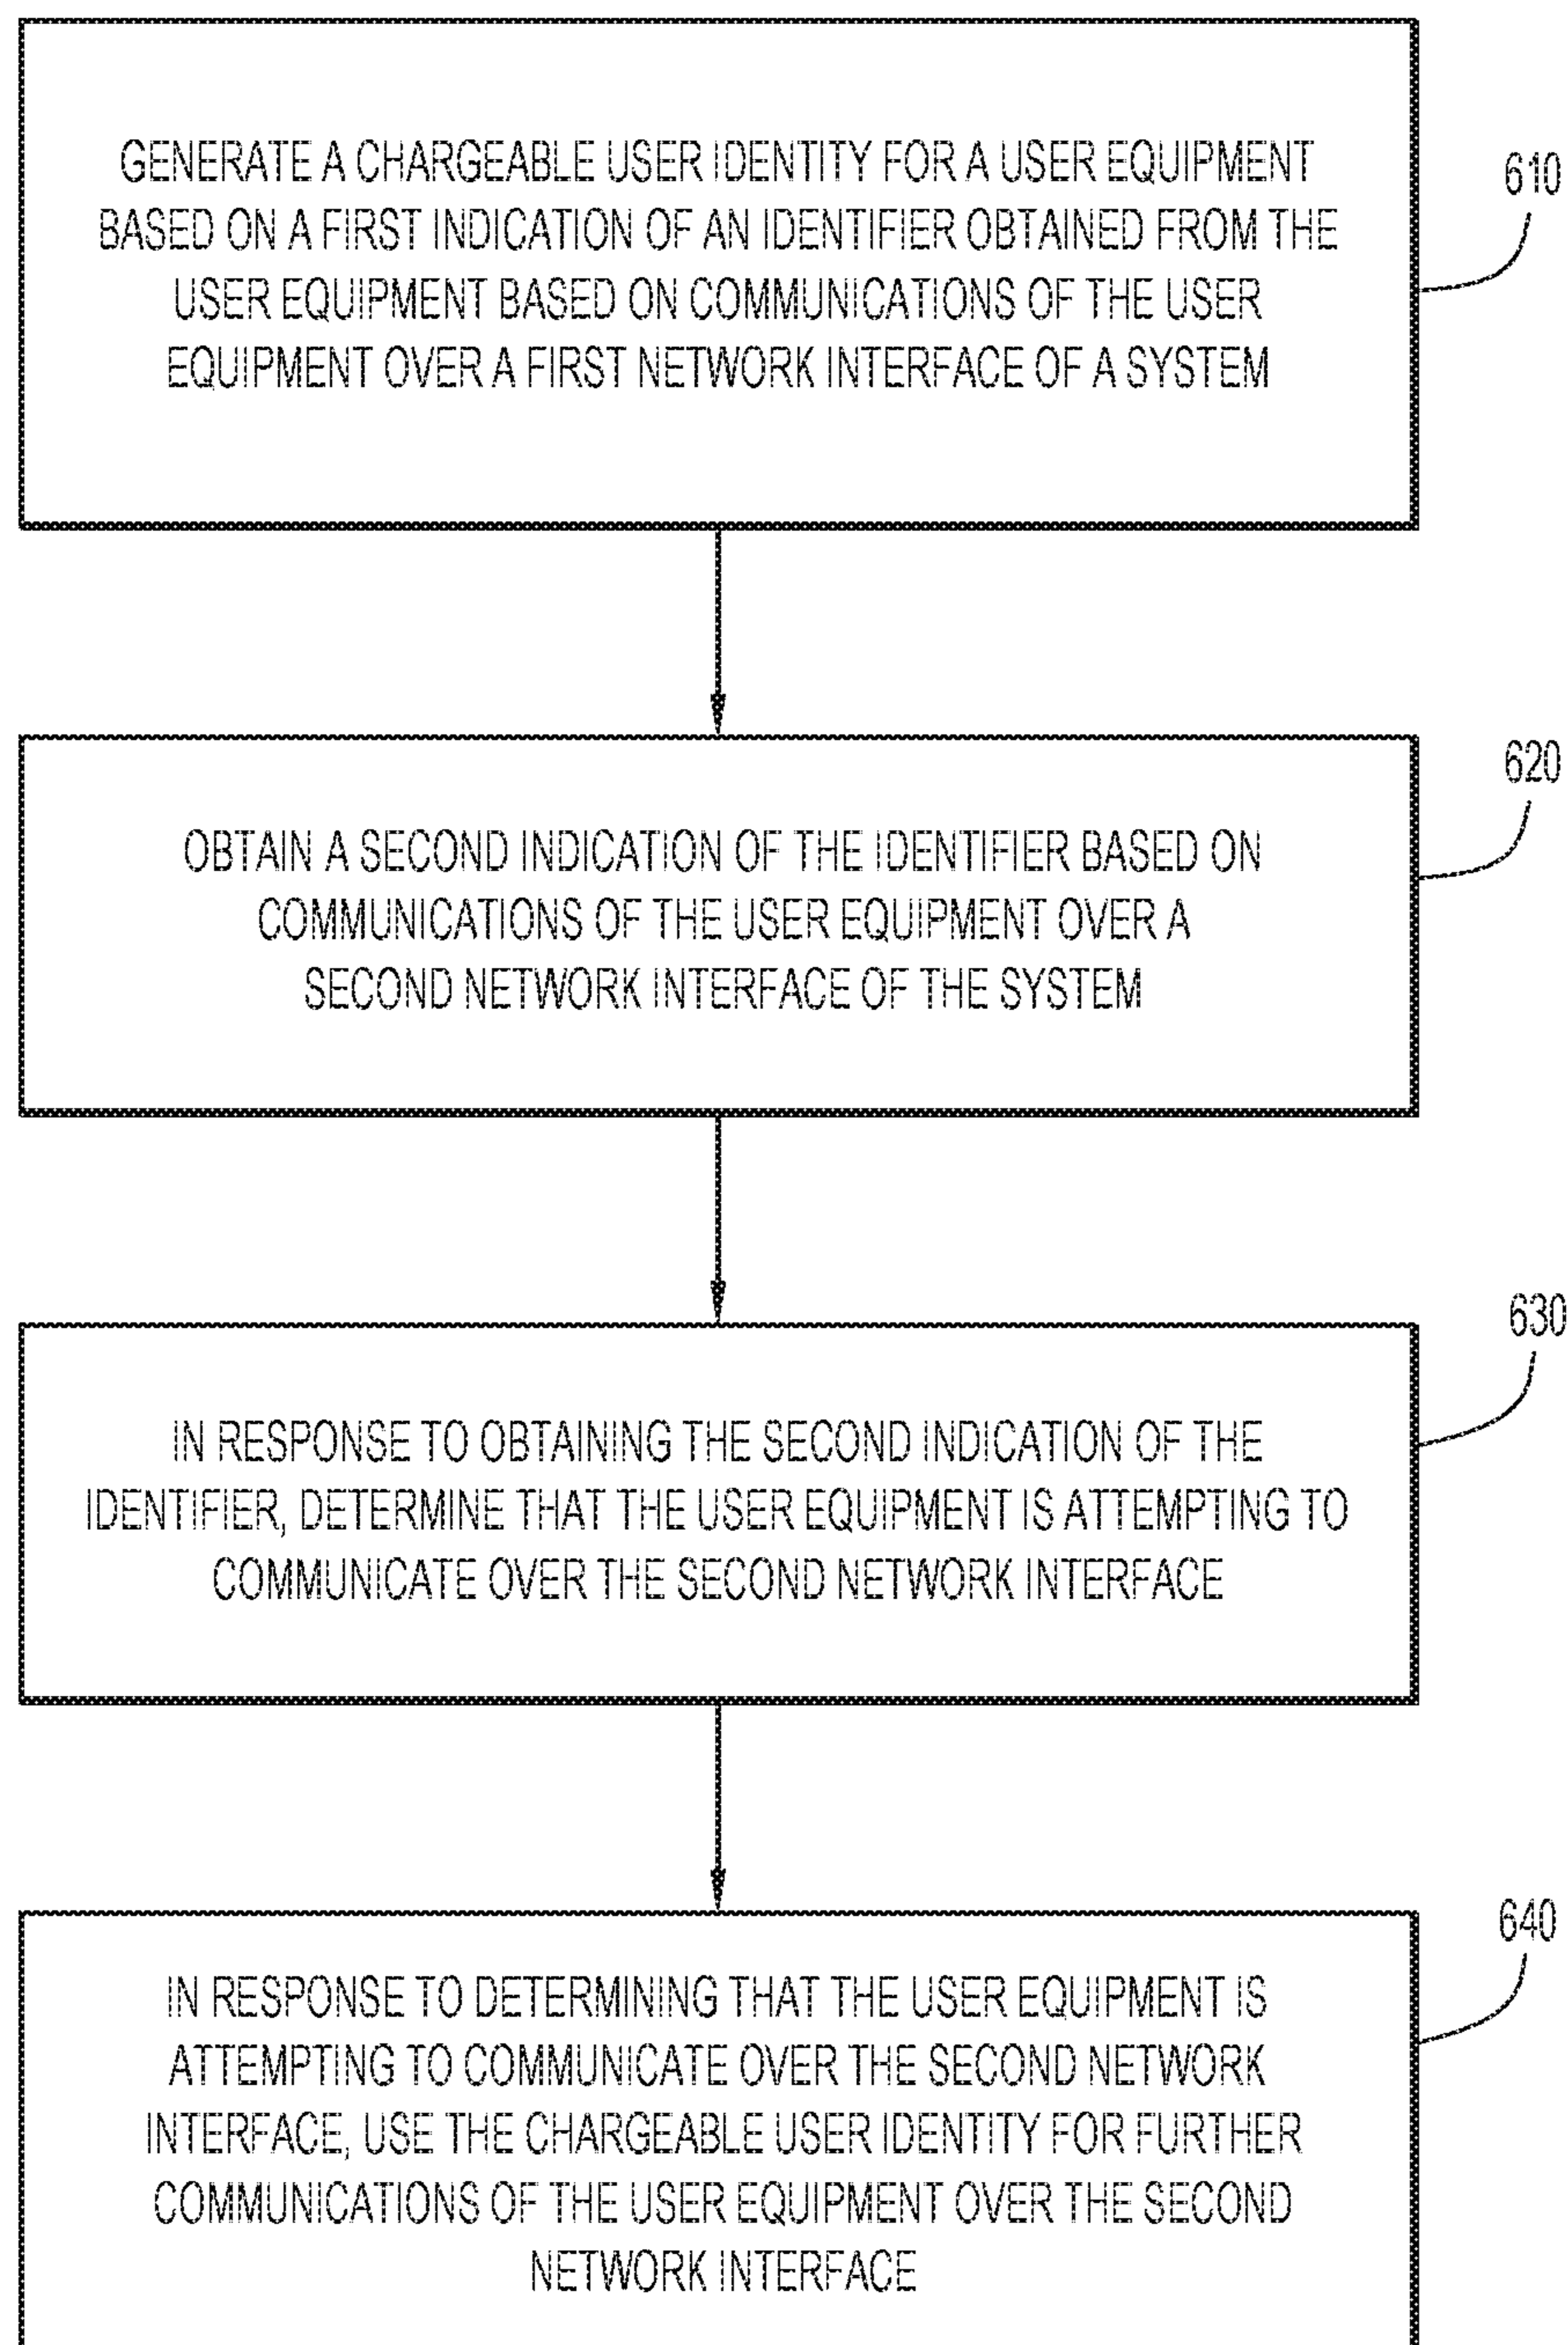 GENERATE A CHARGEABLE USER IDENTITY FOR A USER EQUIPMENT
BASED ON A FIRST INDICATION OF AN IDENTIFIER OBTAINED FROM THE
USER EQUIPMENT BASED ON COMMUNICATIONS OF THE USER
EQUIPMENT OVER A FIRST NETWORK INTERFACE OF A SYSTEM
610
OBTAIN A SECOND INDICATION OF THE IDENTIFIER BASED ON
COMMUNICATIONS OF THE USER EQUIPMENT OVER A
SECOND NETWORK INTERFACE OF THE SYSTEM
620
IN RESPONSE TO OBTAINING THE SECOND INDICATION OF THE
IDENTIFIER, DETERMINE THAT THE USER EQUIPMENT IS ATTEMPTING TO
COMMUNICATE OVER THE SECOND NETWORK INTERFACE
630
IN RESPONSE TO DETERMINING THAT THE USER EQUIPMENT IS
ATTEMPTING TO COMMUNICATE OVER THE SECOND NETWORK
INTERFACE, USE THE CHARGEABLE USER IDENTITY FOR FURTHER
COMMUNICATIONS OF THE USER EQUIPMENT OVER THE SECOND
NETWORK INTERFACE
640